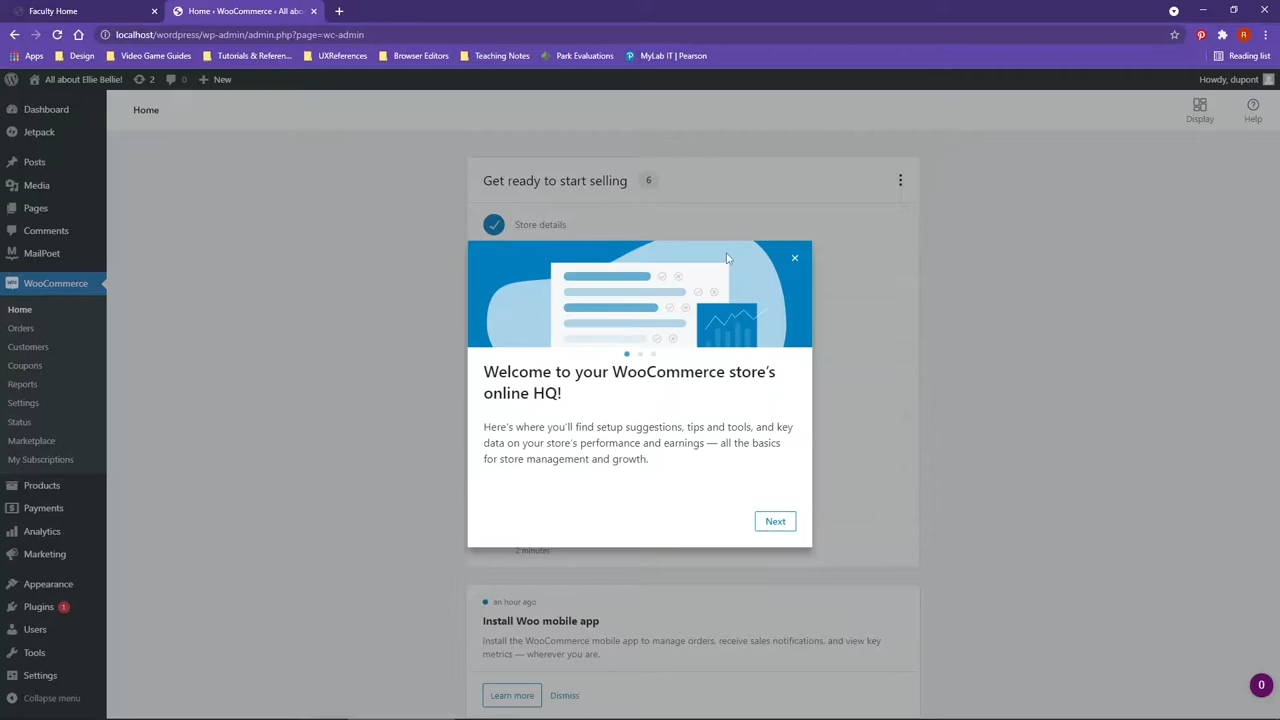 Faculty Home
Home ‹ WooCommerce ‹ All abo
localhost/wordpress/wp-admin/admin.php?page=wc-admin
R
Apps
Design
Video Game Guides
Tutorials & Referen...
UXReferences
Browser Editors
Teaching Notes
Park Evaluations
MyLab IT | Pearson
Reading list
All about Ellie Bellie!
2
0
New
Howdy, dupont
Dashboard
Jetpack
Posts
Media
Pages
Comments
MailPoet
WooCommerce
Home
Orders
Customers
Coupons
Reports
Settings
Status
Marketplace
My Subscriptions
Products
Payments
Analytics
Marketing
Appearance
Plugins 1
Users
Tools
Settings
Collapse menu
Home
Display
Help
Get ready to start selling 6
Store details
Welcome to your WooCommerce store’s
online HQ!
Here’s where you’ll find setup suggestions, tips and tools, and key
data on your store’s performance and earnings — all the basics
for store management and growth.
Next
2 minutes
an hour ago
Install Woo mobile app
Install the WooCommerce mobile app to manage orders, receive sales notifications, and view key
metrics — wherever you are.
Learn more
Dismiss
0